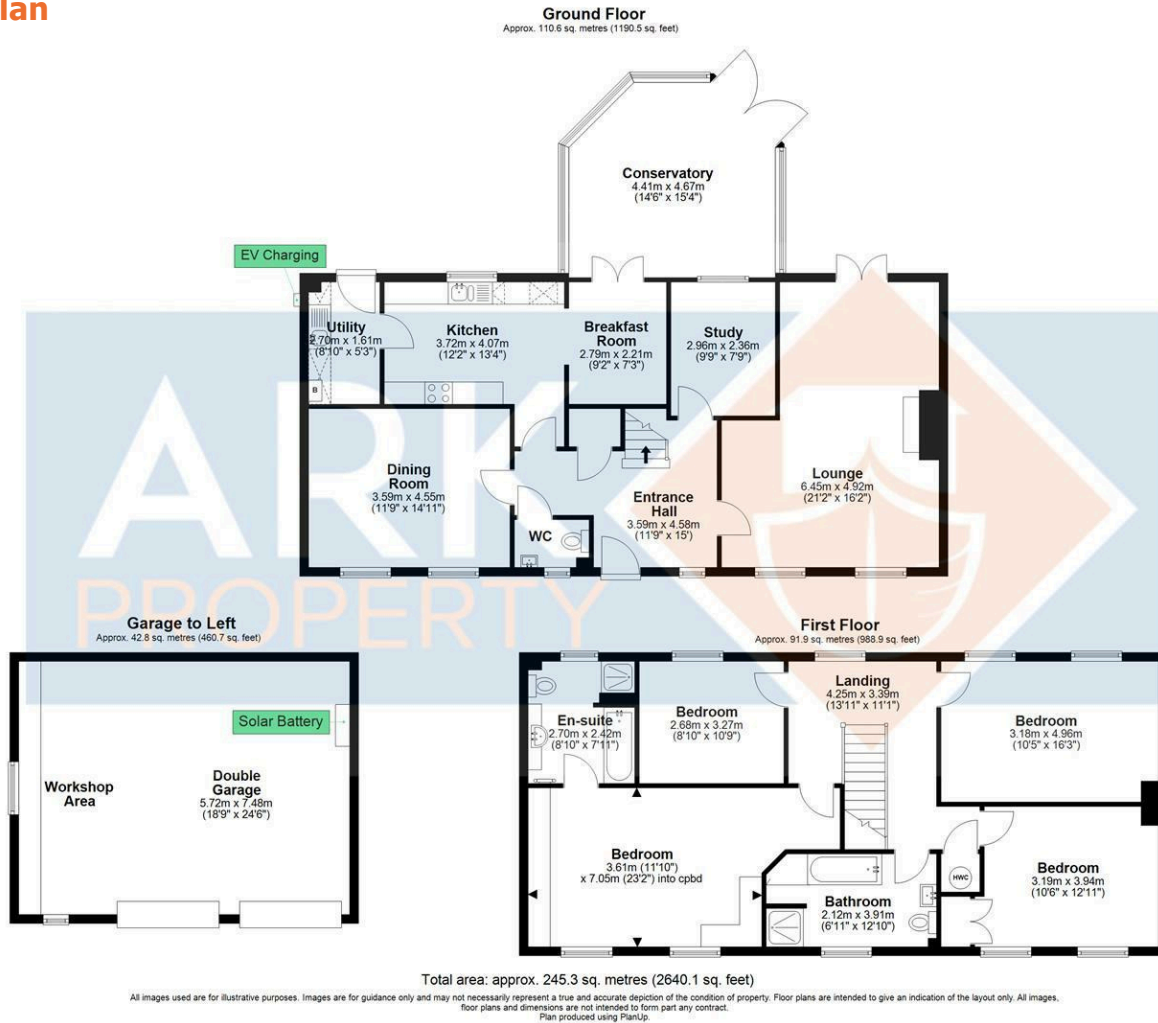 lan
Ground Floor
Approx. 110.6 sq. metres (1190.5 sq. feet)
Conservatory
4.41m x 4.67m
(14'6" x 15'4")
EV Charging
Utility
2.70m x 1.61m
(8'10" x 5'3")
B
Kitchen
3.72m x 4.07m
(12'2" x 13'4")
Breakfast
Room
2.79m x 2.21m
(9'2" x 7'3")
Study
2.96m x 2.36m
(9'9" x 7'9")
Dining
Room
3.59m x 4.55m
(11'9" x 14'11")
WC
Entrance
Hall
3.59m x 4.58m
(11'9" x 15')
Lounge
6.45m x 4.92m
(21'2" x 16'2")
ARK
PROPERTY
Garage to Left
Approx. 42.8 sq. metres (460.7 sq. feet)
Solar Battery
Workshop
Area
Double
Garage
5.72m x 7.48m
(18'9" x 24'6")
First Floor
Approx. 91.9 sq. metres (988.9 sq. feet)
En-suite
2.70m x 2.42m
(8'10" x 7'11")
Bedroom
2.68m x 3.27m
(8'10" x 10'9")
Landing
4.25m x 3.39m
(13'11" x 11'1")
Bedroom
3.18m x 4.96m
(10'5" x 16'3")
Bedroom
3.61m (11'10")
x 7.05m (23'2") into cpbd
Bathroom
2.12m x 3.91m
(6'11" x 12'10")
HWC
Bedroom
3.19m x 3.94m
(10'6" x 12'11")
Total area: approx. 245.3 sq. metres (2640.1 sq. feet)
All images used are for illustrative purposes. Images are for guidance only and may not necessarily represent a true and accurate depiction of the condition of property. Floor plans are intended to give an indication of the layout only. All images,
floor plans and dimensions are not intended to form part any contract.
Plan produced using PlanUp.